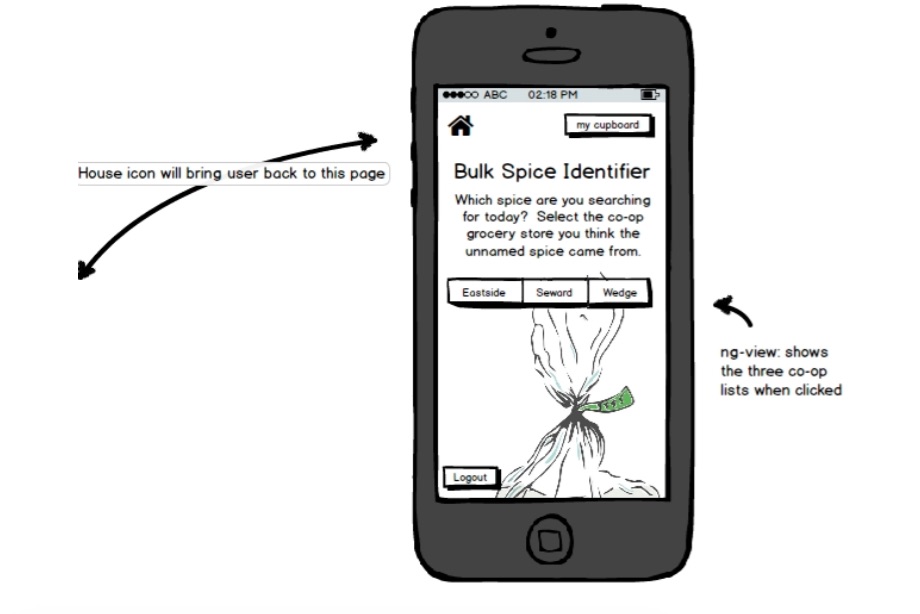 ABC 02:18 PM
my cupboard
House icon will bring user back to this page
Bulk Spice Identifier
Which spice are you searching
for today? Select the co-op
grocery store you think the
unnamed spice came from.
Eastside Seward Wedge
ng-view: shows
the three co-op
lists when clicked
Logout